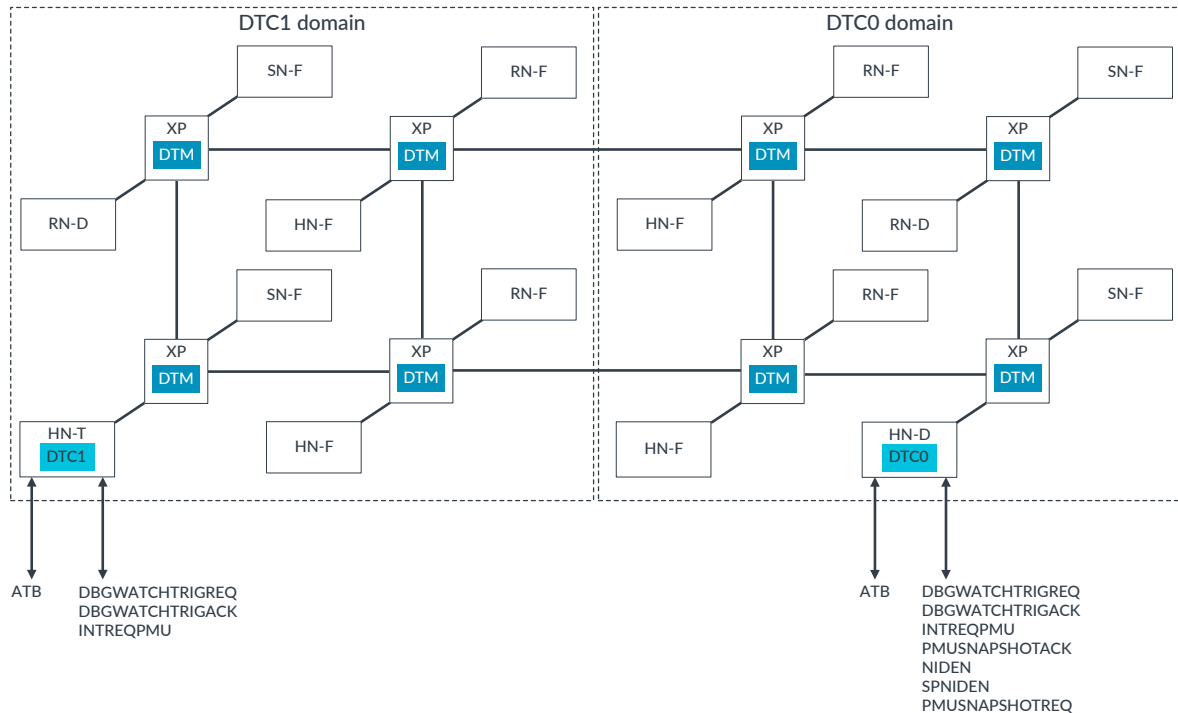 DTC1 domain
DTC0 domain
SN-F
RN-F
RN-F
SN-F
XP
DTM
XP
DTM
XP
DTM
XP
DTM
RN-D
HN-F
HN-F
RN-D
SN-F
RN-F
RN-F
SN-F
XP
DTM
XP
DTM
XP
DTM
XP
DTM
HN-T
DTC1
HN-F
HN-F
HN-D
DTC0
ATB
DBGWATCHTRIGREQ
DBGWATCHTRIGACK
INTREQPMU
ATB
DBGWATCHTRIGREQ
DBGWATCHTRIGACK
INTREQPMU
PMUSNAPSHOTACK
NIDEN
SPNIDEN
PMUSNAPSHOTREQ